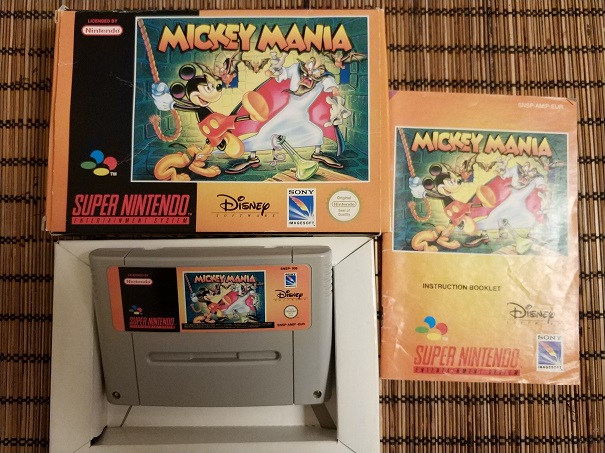 LICENSED BY
Nintendo
MICKEY MANIA
TM
SUPER NINTENDO
ENTERTAINMENT SYSTEM
Disney
SOFTWARE
SONY
IMAGESOFT
Original
Nintendo
Seal of
Quality
SNSP-AMIP-EUR
MICKEY MANIA
INSTRUCTION BOOKLET
Disney
SUPER NINTENDO
ENTERTAINMENT SYSTEM
SONY
IMAGESOFT
Nintendo
MICKEY MANIA
Disney
SUPER NINTENDO